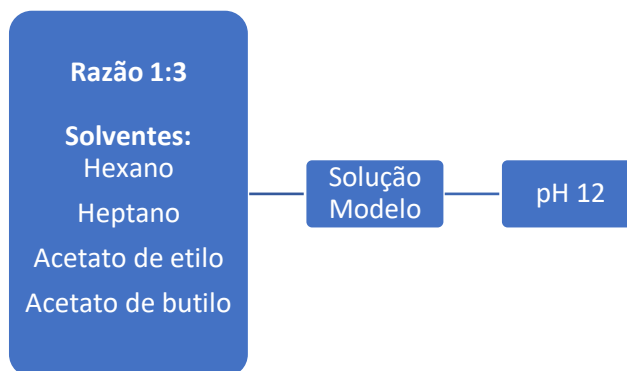 Razão 1:3
Solventes:
Hexano
Heptano
Acetato de etilo
Acetato de butilo
Solução
Modelo
pH 12